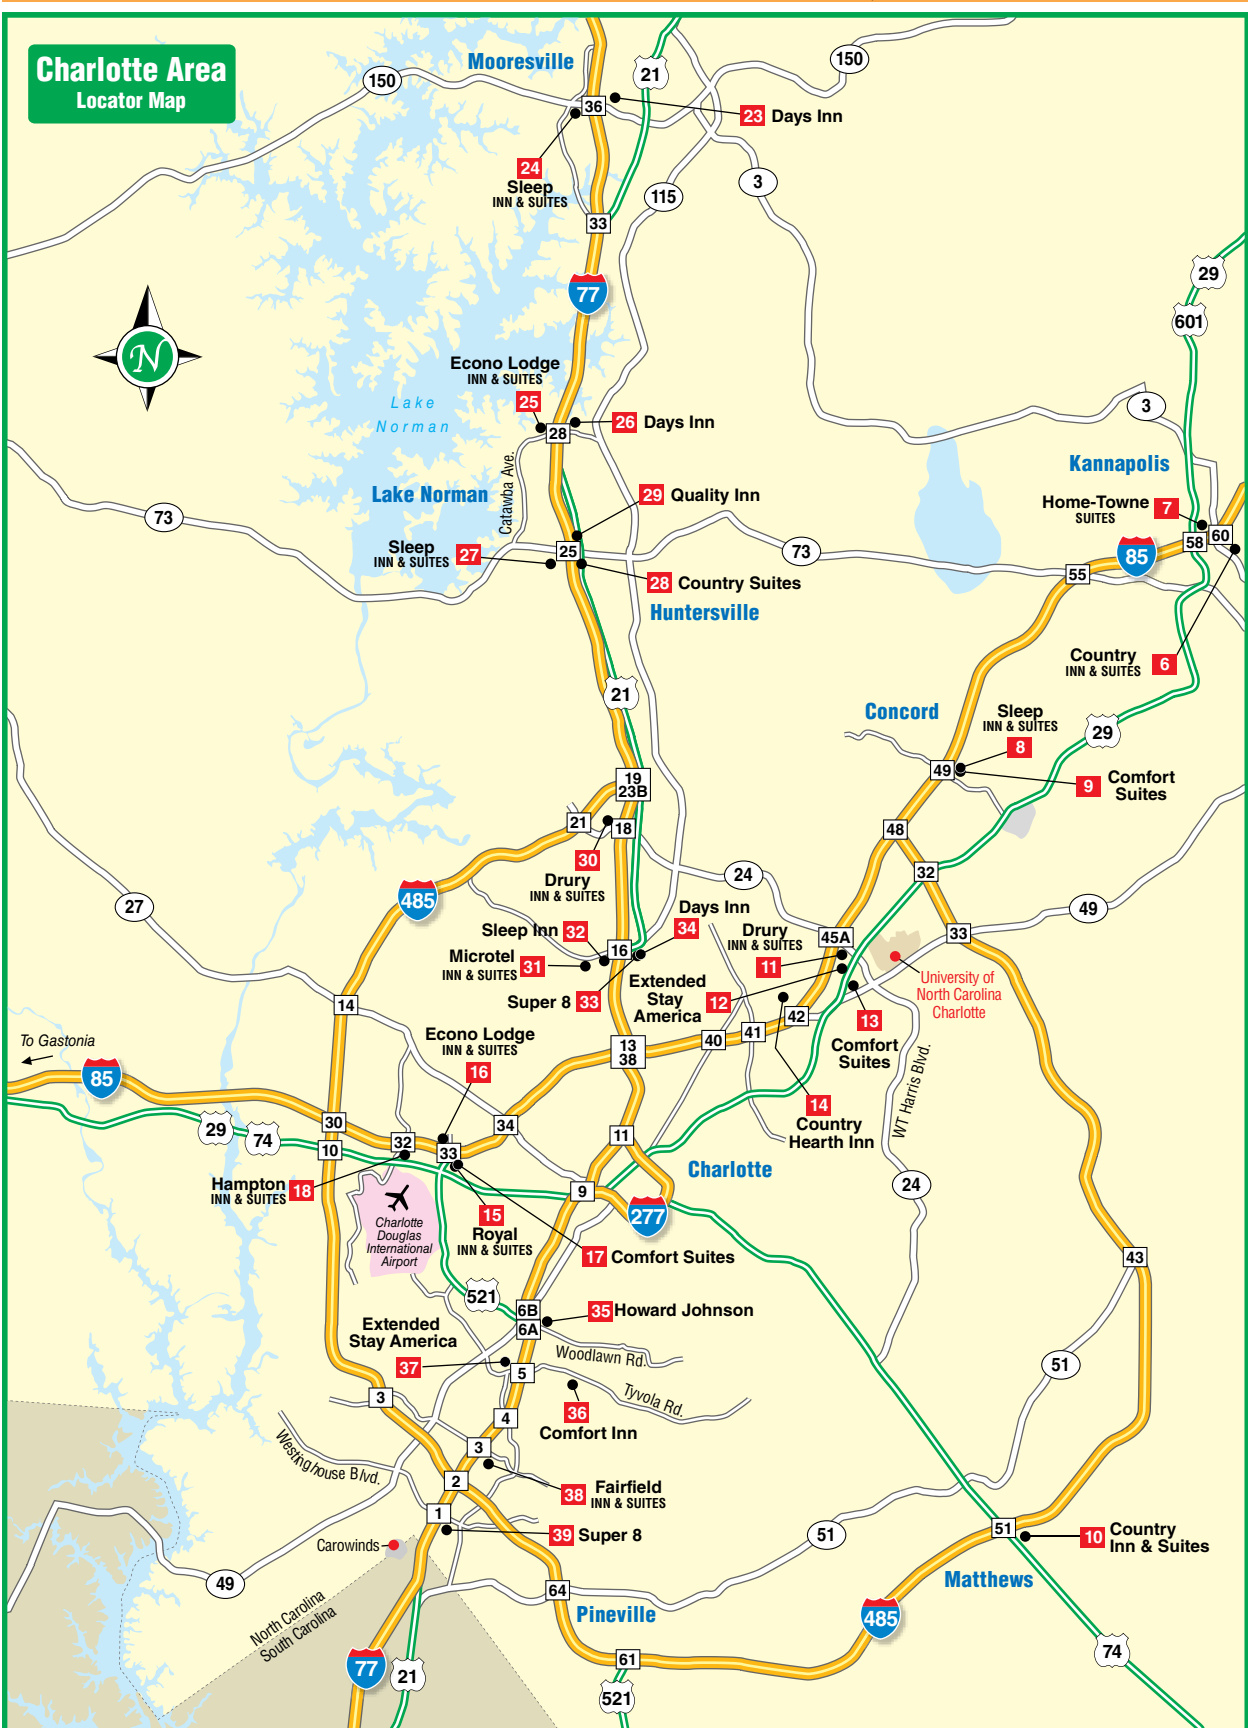 Charlotte Area
Locator Map
Mooresville
150
21
150
36
23 Days Inn
24
Sleep
INN & SUITES
115
3
33
29
77
601
N
Econo Lodge
INN & SUITES
25
Lake
Norman
26 Days Inn
28
3
Catawba Ave.
Kannapolis
Lake Norman
29 Quality Inn
Home-Towne
SUITES
7
73
Sleep
INN & SUITES
27
25
73
58
60
85
55
28 Country Suites
Huntersville
Country
INN & SUITES
6
21
Concord
Sleep
INN & SUITES
8
29
49
9
Comfort
Suites
19
23B
21
18
48
30
Drury
INN & SUITES
32
24
485
27
49
Days Inn
34
Sleep Inn 32
16
Drury
INN & SUITES
11
45A
33
Microtel
INN & SUITES
31
Super 8 33
Extended
Stay
America
12
University of
North Carolina
Charlotte
14
13
Comfort
Suites
42
41
40
Econo Lodge
INN & SUITES
16
To Gastonia
13
38
85
WT Harris Blvd.
14
Country
Hearth Inn
30
34
29
74
10
32
33
11
Charlotte
Hampton
INN & SUITES
18
9
24
277
15
Royal
INN & SUITES
Charlotte
Douglas
International
Airport
17 Comfort Suites
43
521
6B
6A
35 Howard Johnson
Extended
Stay America
37
Woodlawn Rd.
51
5
Tyvola Rd.
3
36
Comfort Inn
4
Westinghouse Blvd.
3
2
38
Fairfield
INN & SUITES
1
39 Super 8
51
51
10
Country
Inn & Suites
Carowinds
49
64
Matthews
North Carolina
South Carolina
Pineville
485
77
21
61
74
521